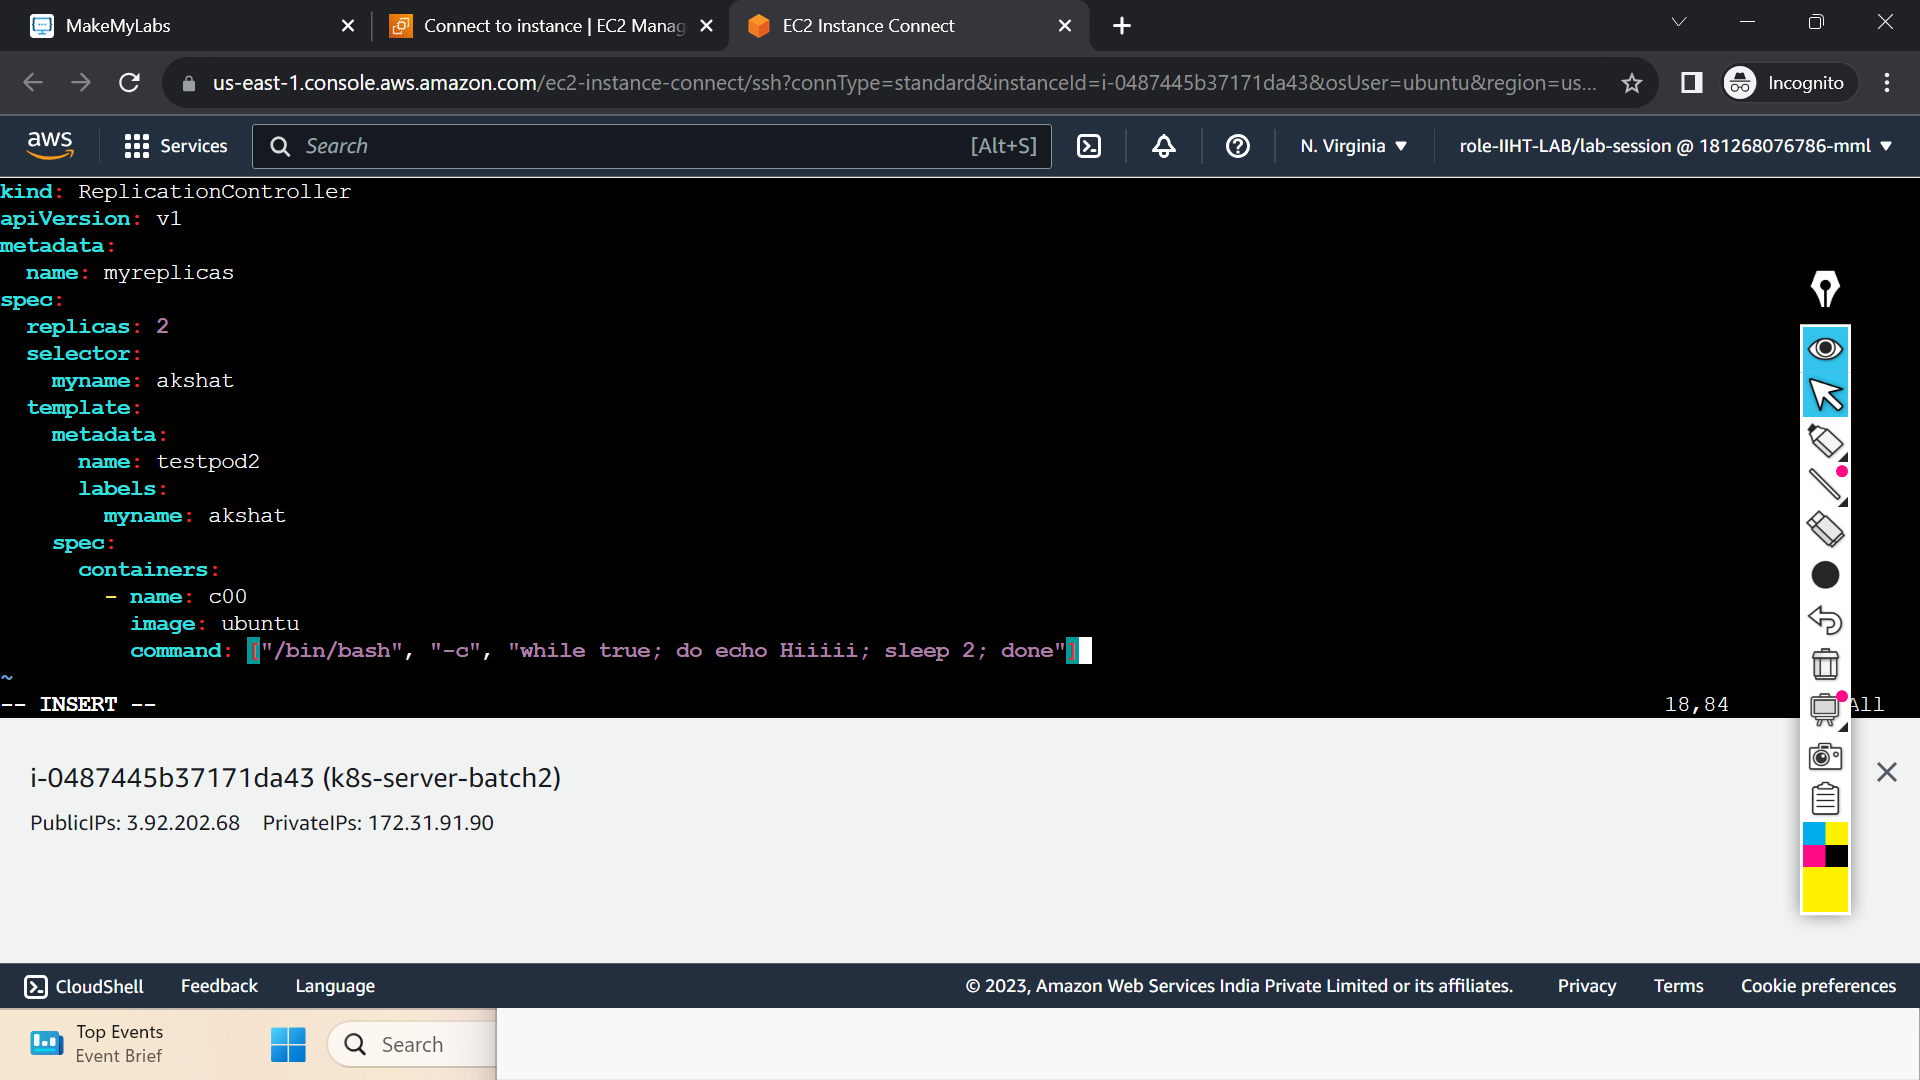 MakeMyLabs
Connect to instance | EC2 Manag
EC2 Instance Connect
us-east-1.console.aws.amazon.com/ec2-instance-connect/ssh?connType=standard&instanceId=i-0487445b37171da43&osUser=ubuntu&region=us...
Incognito
aws
Services
Search
[Alt+S]
N. Virginia
role-IIHT-LAB/lab-session @ 181268076786-mml
kind: ReplicationController
apiVersion: v1
metadata:
  name: myreplicas
spec:
  replicas: 2
  selector:
    myname: akshat
  template:
    metadata:
      name: testpod2
      labels:
        myname: akshat
    spec:
      containers:
        - name: c00
          image: ubuntu
          command: ["/bin/bash", "-c", "while true; do echo Hiiiii; sleep 2; done"]
~
-- INSERT --
18,84
All
i-0487445b37171da43 (k8s-server-batch2)
PublicIPs: 3.92.202.68 PrivateIPs: 172.31.91.90
CloudShell
Feedback
Language
© 2023, Amazon Web Services India Private Limited or its affiliates.
Privacy
Terms
Cookie preferences
Top Events
Event Brief
Search